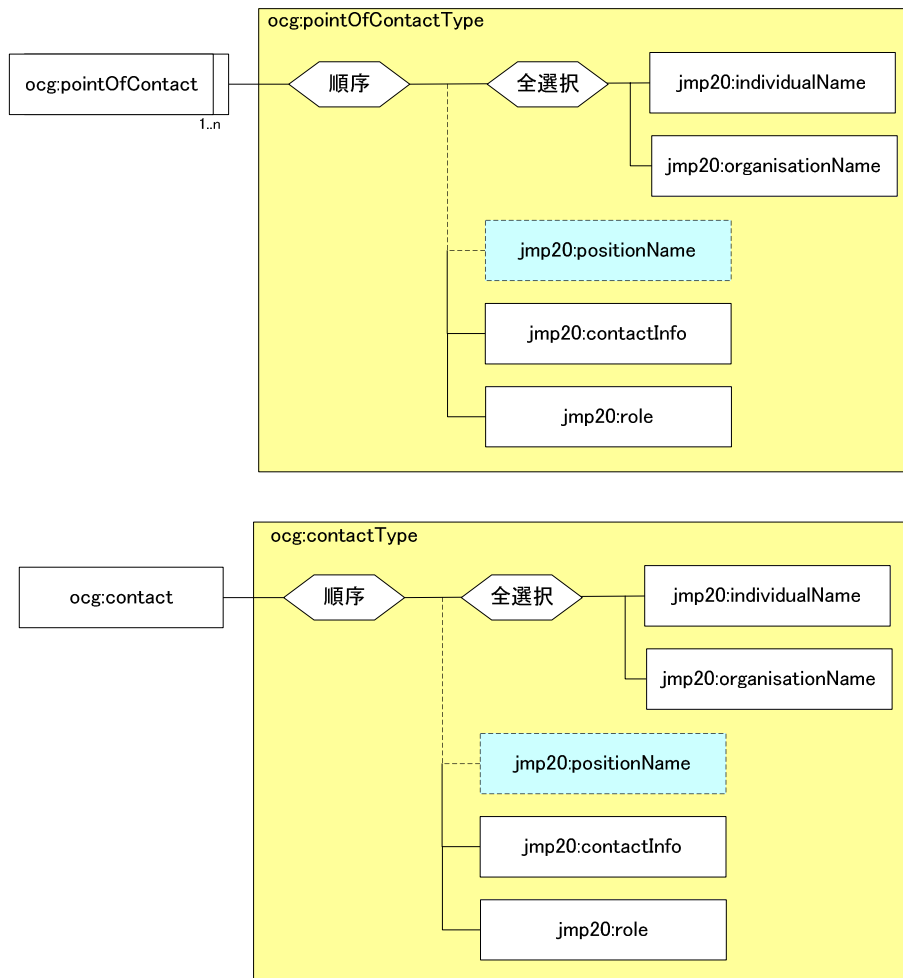 ocg:pointOfContactType
ocg:pointOfContact
1..n
順序
全選択
jmp20:individualName
jmp20:organisationName
jmp20:positionName
jmp20:contactInfo
jmp20:role
ocg:contactType
ocg:contact
順序
全選択
jmp20:individualName
jmp20:organisationName
jmp20:positionName
jmp20:contactInfo
jmp20:role